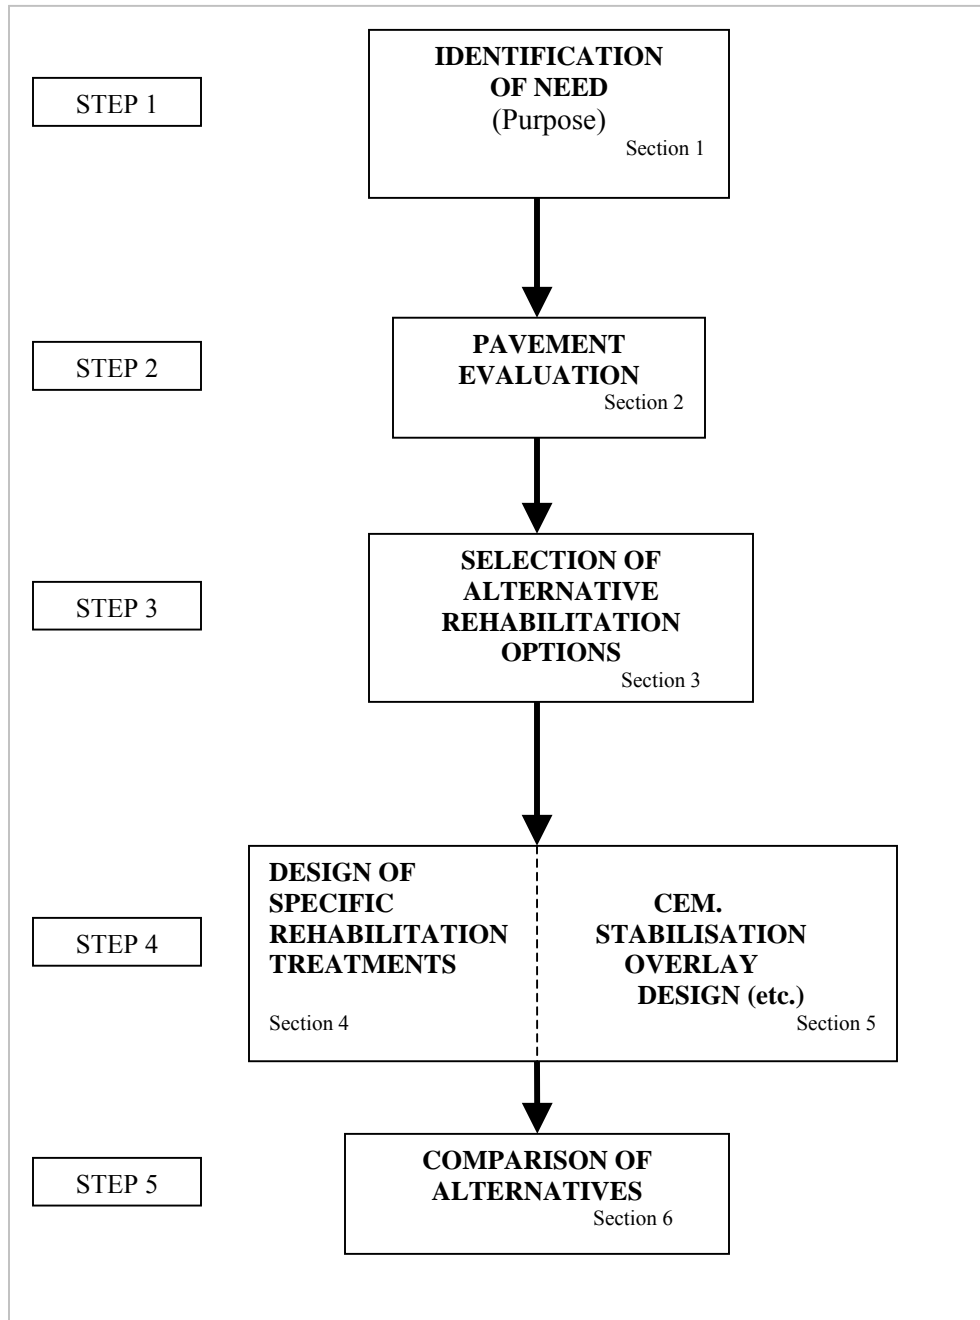 STEP 1
IDENTIFICATION
OF NEED
(Purpose)
Section 1
STEP 2
PAVEMENT
EVALUATION
Section 2
STEP 3
SELECTION OF
ALTERNATIVE
REHABILITATION
OPTIONS
Section 3
STEP 4
DESIGN OF
SPECIFIC
REHABILITATION
TREATMENTS
Section 4
CEM.
STABILISATION
OVERLAY
DESIGN (etc.)
Section 5
STEP 5
COMPARISON OF
ALTERNATIVES
Section 6